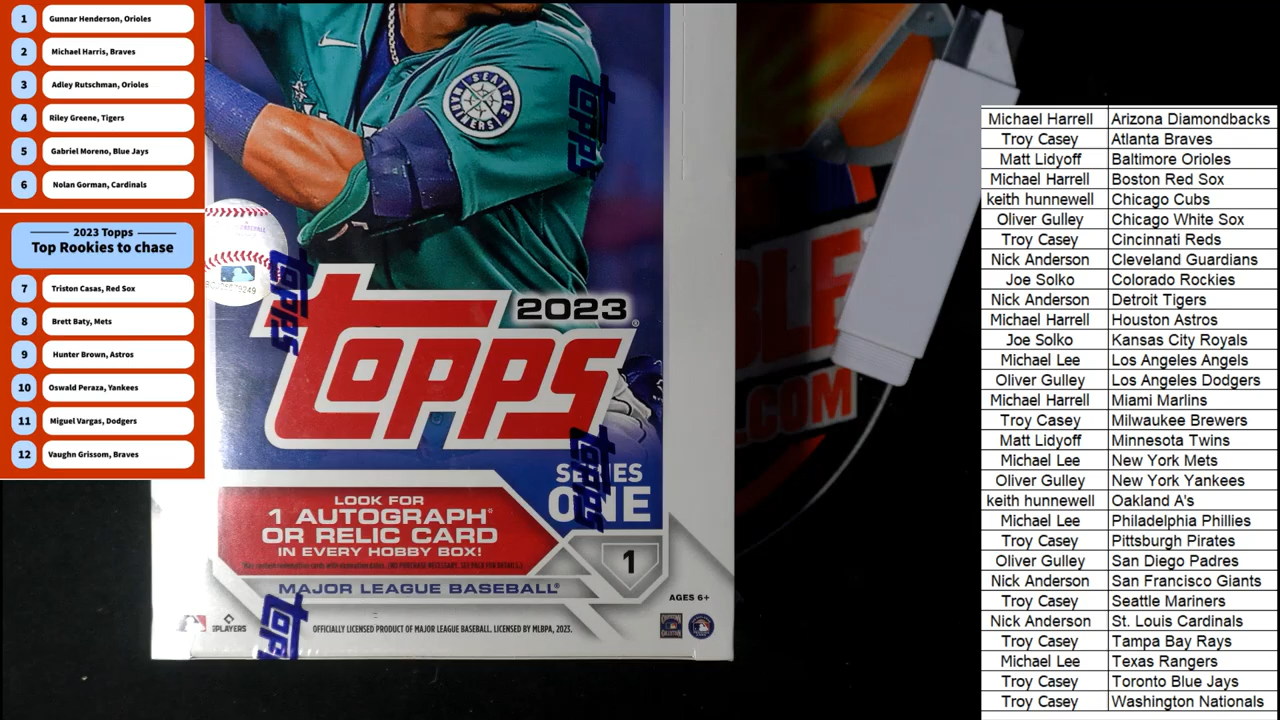 1 Gunnar Henderson, Orioles
2 Michael Harris, Braves
3 Adley Rutschman, Orioles
4 Riley Greene, Tigers
5 Gabriel Moreno, Blue Jays
6 Nolan Gorman, Cardinals
2023 Topps
Top Rookies to chase
7 Triston Casas, Red Sox
8 Brett Baty, Mets
9 Hunter Brown, Astros
10 Oswald Peraza, Yankees
11 Miguel Vargas, Dodgers
12 Vaughn Grissom, Braves
SEATTLE
MARINERS
topps
topps
2023
topps®
topps
SERIES
ONE
LOOK FOR
1 AUTOGRAPH*
OR RELIC CARD
IN EVERY HOBBY BOX!
1
MAJOR LEAGUE BASEBALL®
AGES 6+
topps
PLAYERS
OFFICIALLY LICENSED PRODUCT OF MAJOR LEAGUE BASEBALL. LICENSED BY MLBPA, 2023.
BLE
.COM
Michael Harrell Arizona Diamondbacks
Troy Casey Atlanta Braves
Matt Lidyoff Baltimore Orioles
Michael Harrell Boston Red Sox
keith hunnewell Chicago Cubs
Oliver Gulley Chicago White Sox
Troy Casey Cincinnati Reds
Nick Anderson Cleveland Guardians
Joe Solko Colorado Rockies
Nick Anderson Detroit Tigers
Michael Harrell Houston Astros
Joe Solko Kansas City Royals
Michael Lee Los Angeles Angels
Oliver Gulley Los Angeles Dodgers
Michael Harrell Miami Marlins
Troy Casey Milwaukee Brewers
Matt Lidyoff Minnesota Twins
Michael Lee New York Mets
Oliver Gulley New York Yankees
keith hunnewell Oakland A's
Michael Lee Philadelphia Phillies
Troy Casey Pittsburgh Pirates
Oliver Gulley San Diego Padres
Nick Anderson San Francisco Giants
Troy Casey Seattle Mariners
Nick Anderson St. Louis Cardinals
Troy Casey Tampa Bay Rays
Michael Lee Texas Rangers
Troy Casey Toronto Blue Jays
Troy Casey Washington Nationals